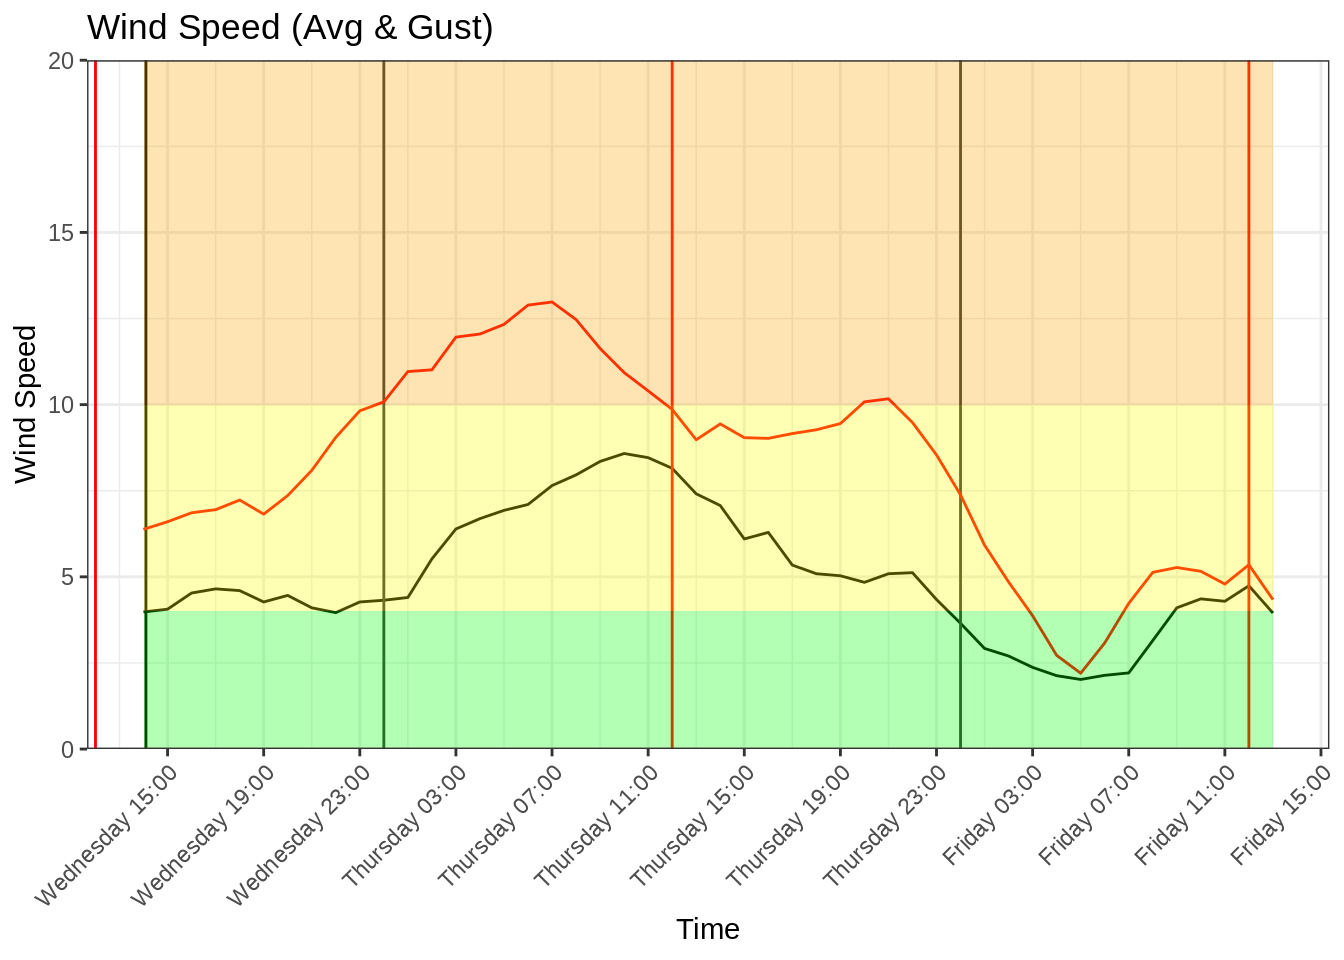 Wind Speed (Avg & Gust)
20
15
10
5
0
Wind Speed
Wednesday 15:00
Wednesday 19:00
Wednesday 23:00
Thursday 03:00
Thursday 07:00
Thursday 11:00
Thursday 15:00
Thursday 19:00
Thursday 23:00
Friday 03:00
Friday 07:00
Friday 11:00
Friday 15:00
Time